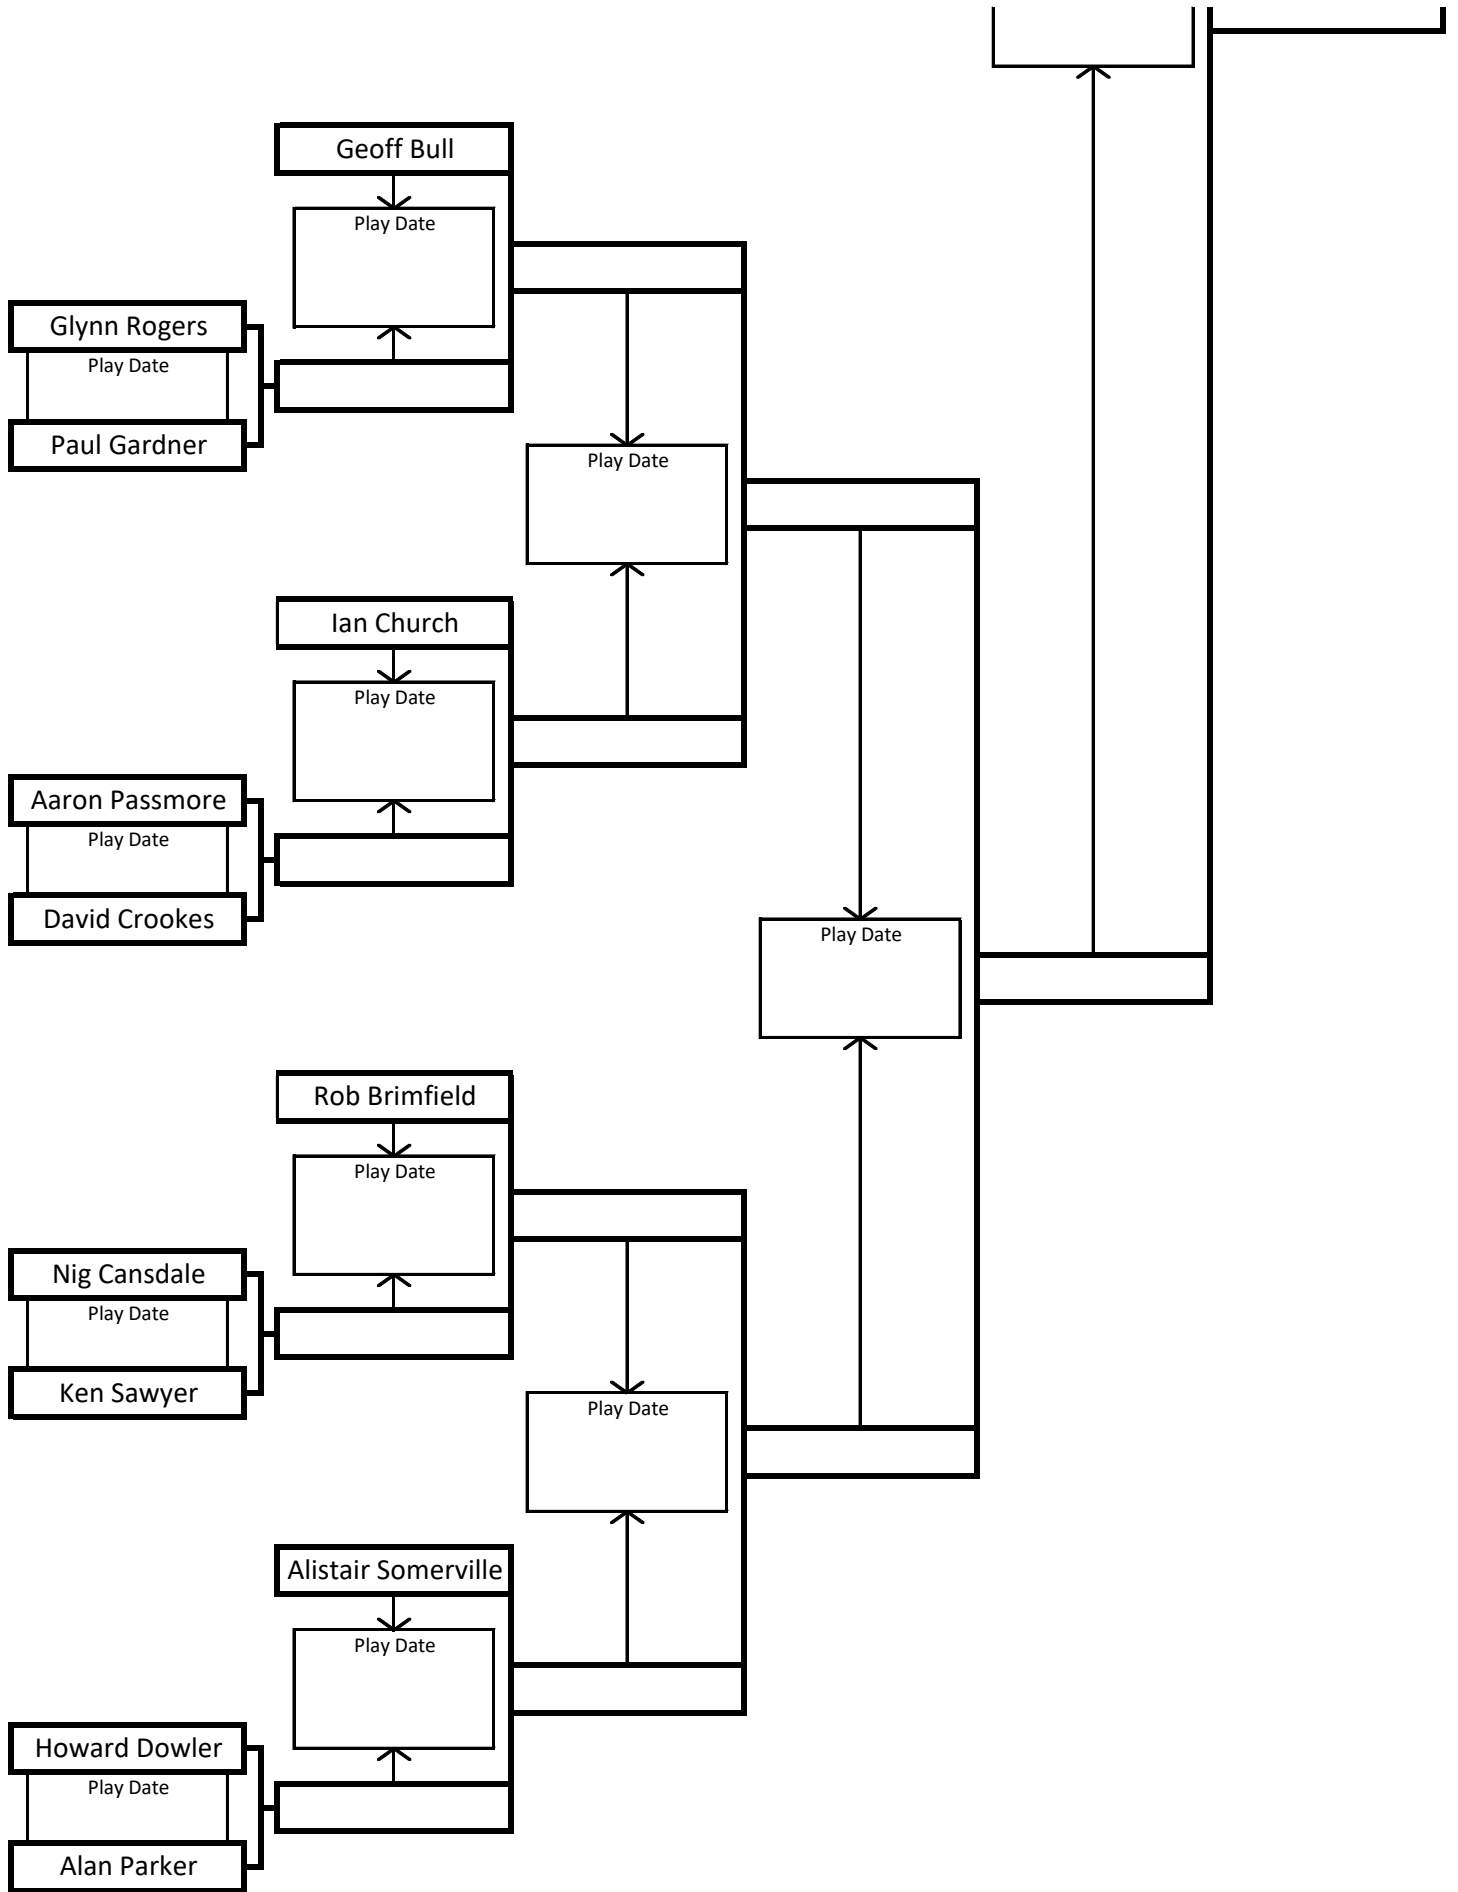 Geoff Bull
Play Date
Glynn Rogers
Play Date
Paul Gardner
Play Date
Ian Church
Play Date
Aaron Passmore
Play Date
David Crookes
Play Date
Rob Brimfield
Play Date
Nig Cansdale
Play Date
Ken Sawyer
Play Date
Alistair Somerville
Play Date
Howard Dowler
Play Date
Alan Parker